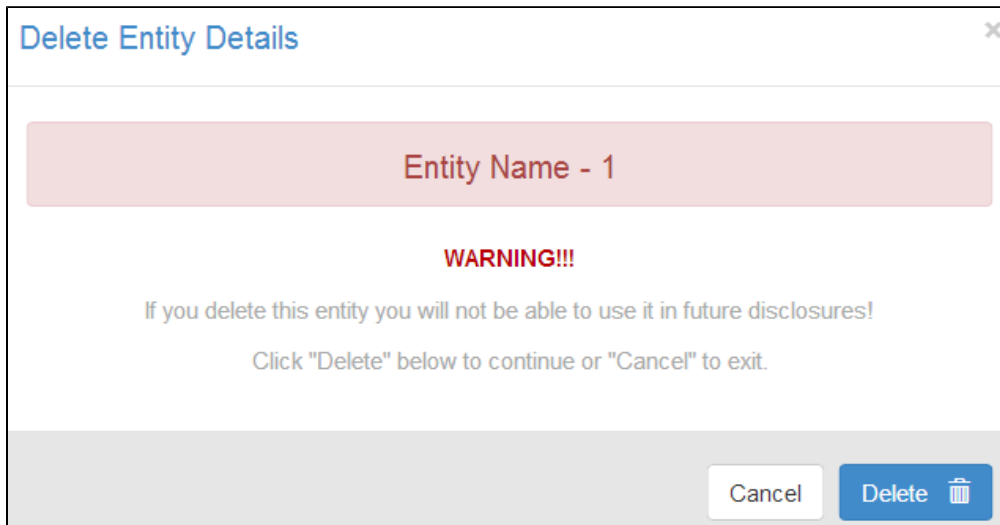 Delete Entity Details
×
Entity Name - 1
WARNING!!!
If you delete this entity you will not be able to use it in future disclosures!
Click "Delete" below to continue or "Cancel" to exit.
Cancel
Delete